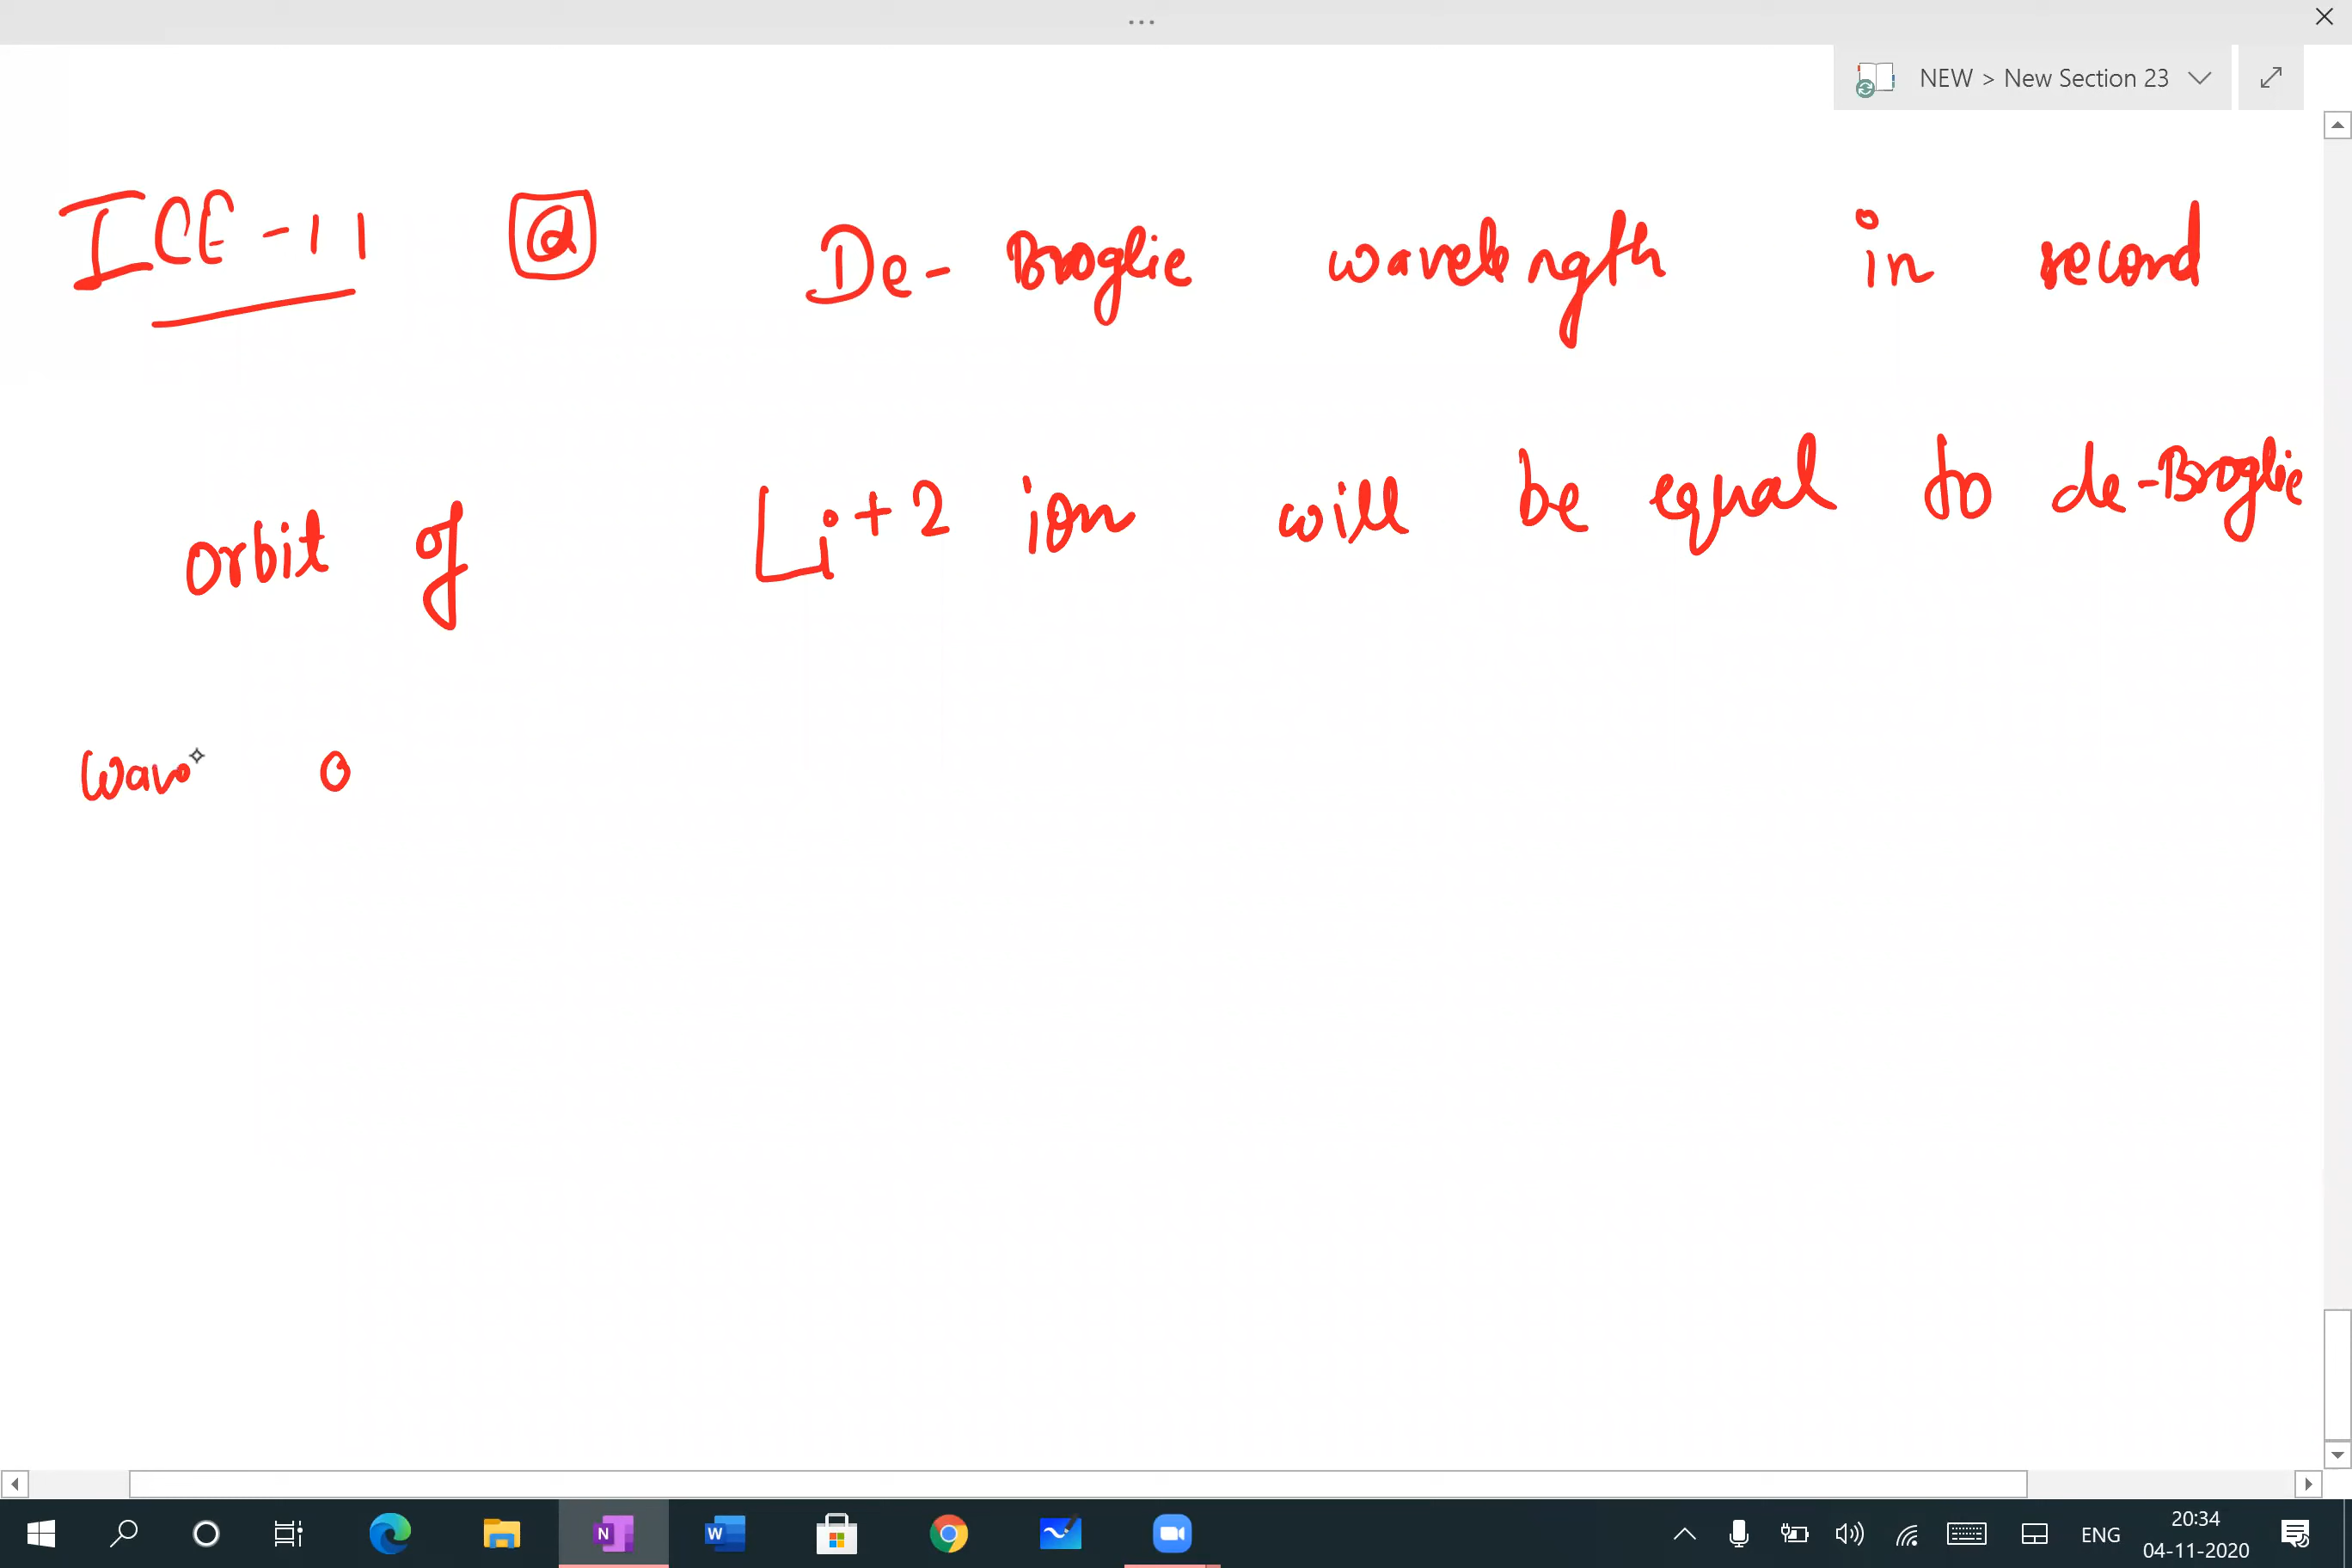 NEW > New Section 23
ICE-11 Q De-Broglie wavelength in second
orbit of Li+2 ion will be equal to de-Broglie
wave o
ENG
20:34
04-11-2020